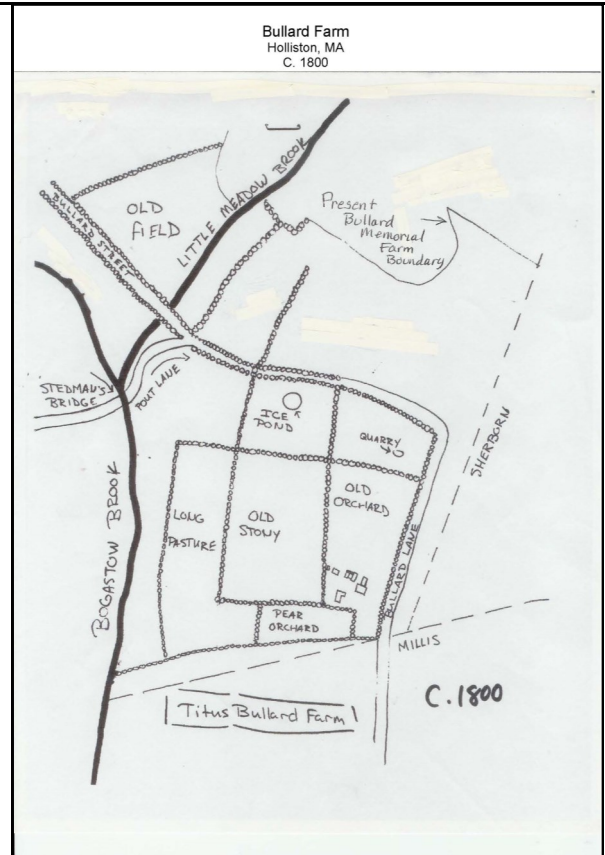 Bullard Farm
Holliston, MA
C. 1800
OLD
FIELD
BULLARD STREET
LITTLE MEADOW BROOK
Present
Bullard
Memorial
Farm
Boundary
STEDMAN'S
BRIDGE
POUT LANE
ICE
POND
QUARRY
SHERBORN
BOGASTOW BROOK
LONG
PASTURE
OLD
STONY
OLD
ORCHARD
BULLARD LANE
PEAR
ORCHARD
MILLIS
Titus Bullard Farm
C.1800